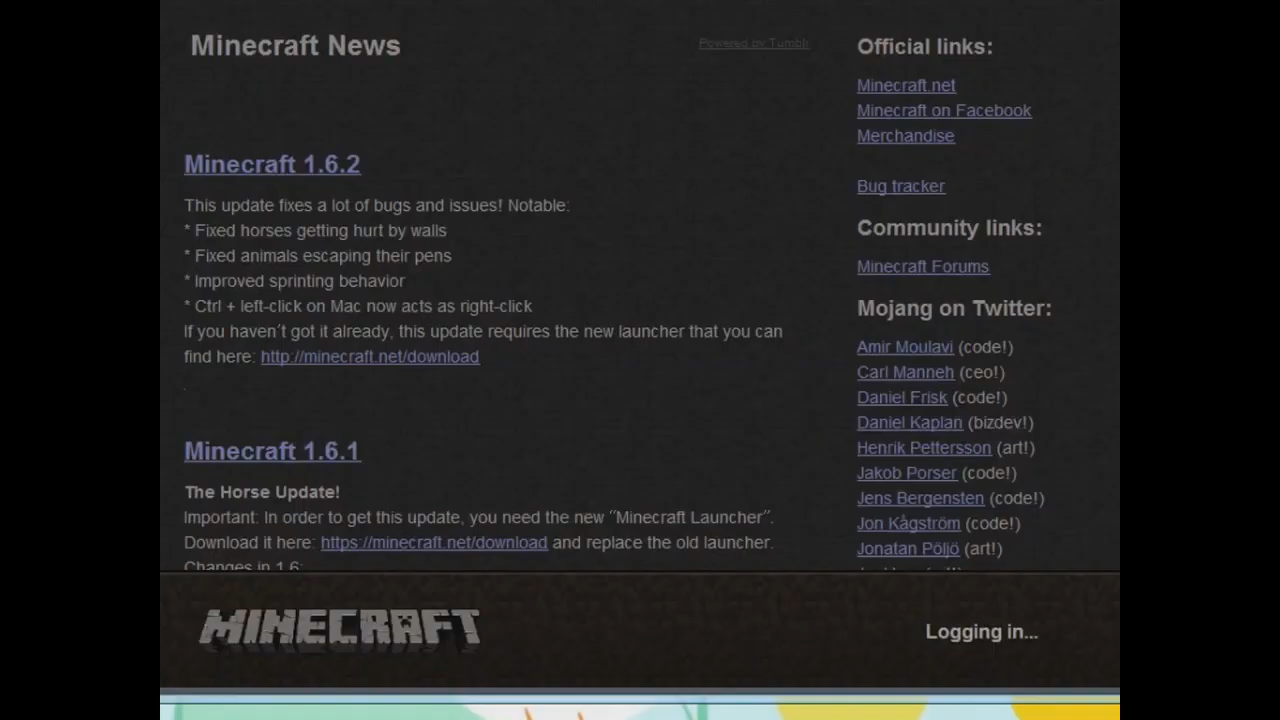 Minecraft News
Powered by Tumblr
Minecraft 1.6.2
This update fixes a lot of bugs and issues! Notable:
* Fixed horses getting hurt by walls
* Fixed animals escaping their pens
* Improved sprinting behavior
* Ctrl + left-click on Mac now acts as right-click
If you haven't got it already, this update requires the new launcher that you can
find here: http://minecraft.net/download
Minecraft 1.6.1
The Horse Update!
Important: In order to get this update, you need the new "Minecraft Launcher".
Download it here: https://minecraft.net/download and replace the old launcher.
Changes in 1.6:
Official links:
Minecraft.net
Minecraft on Facebook
Merchandise
Bug tracker
Community links:
Minecraft Forums
Mojang on Twitter:
Amir Moulavi (code!)
Carl Manneh (ceo!)
Daniel Frisk (code!)
Daniel Kaplan (bizdev!)
Henrik Pettersson (art!)
Jakob Porser (code!)
Jens Bergensten (code!)
Jon Kågström (code!)
Jonatan Pöljö (art!)
MINECRAFT
Logging in...